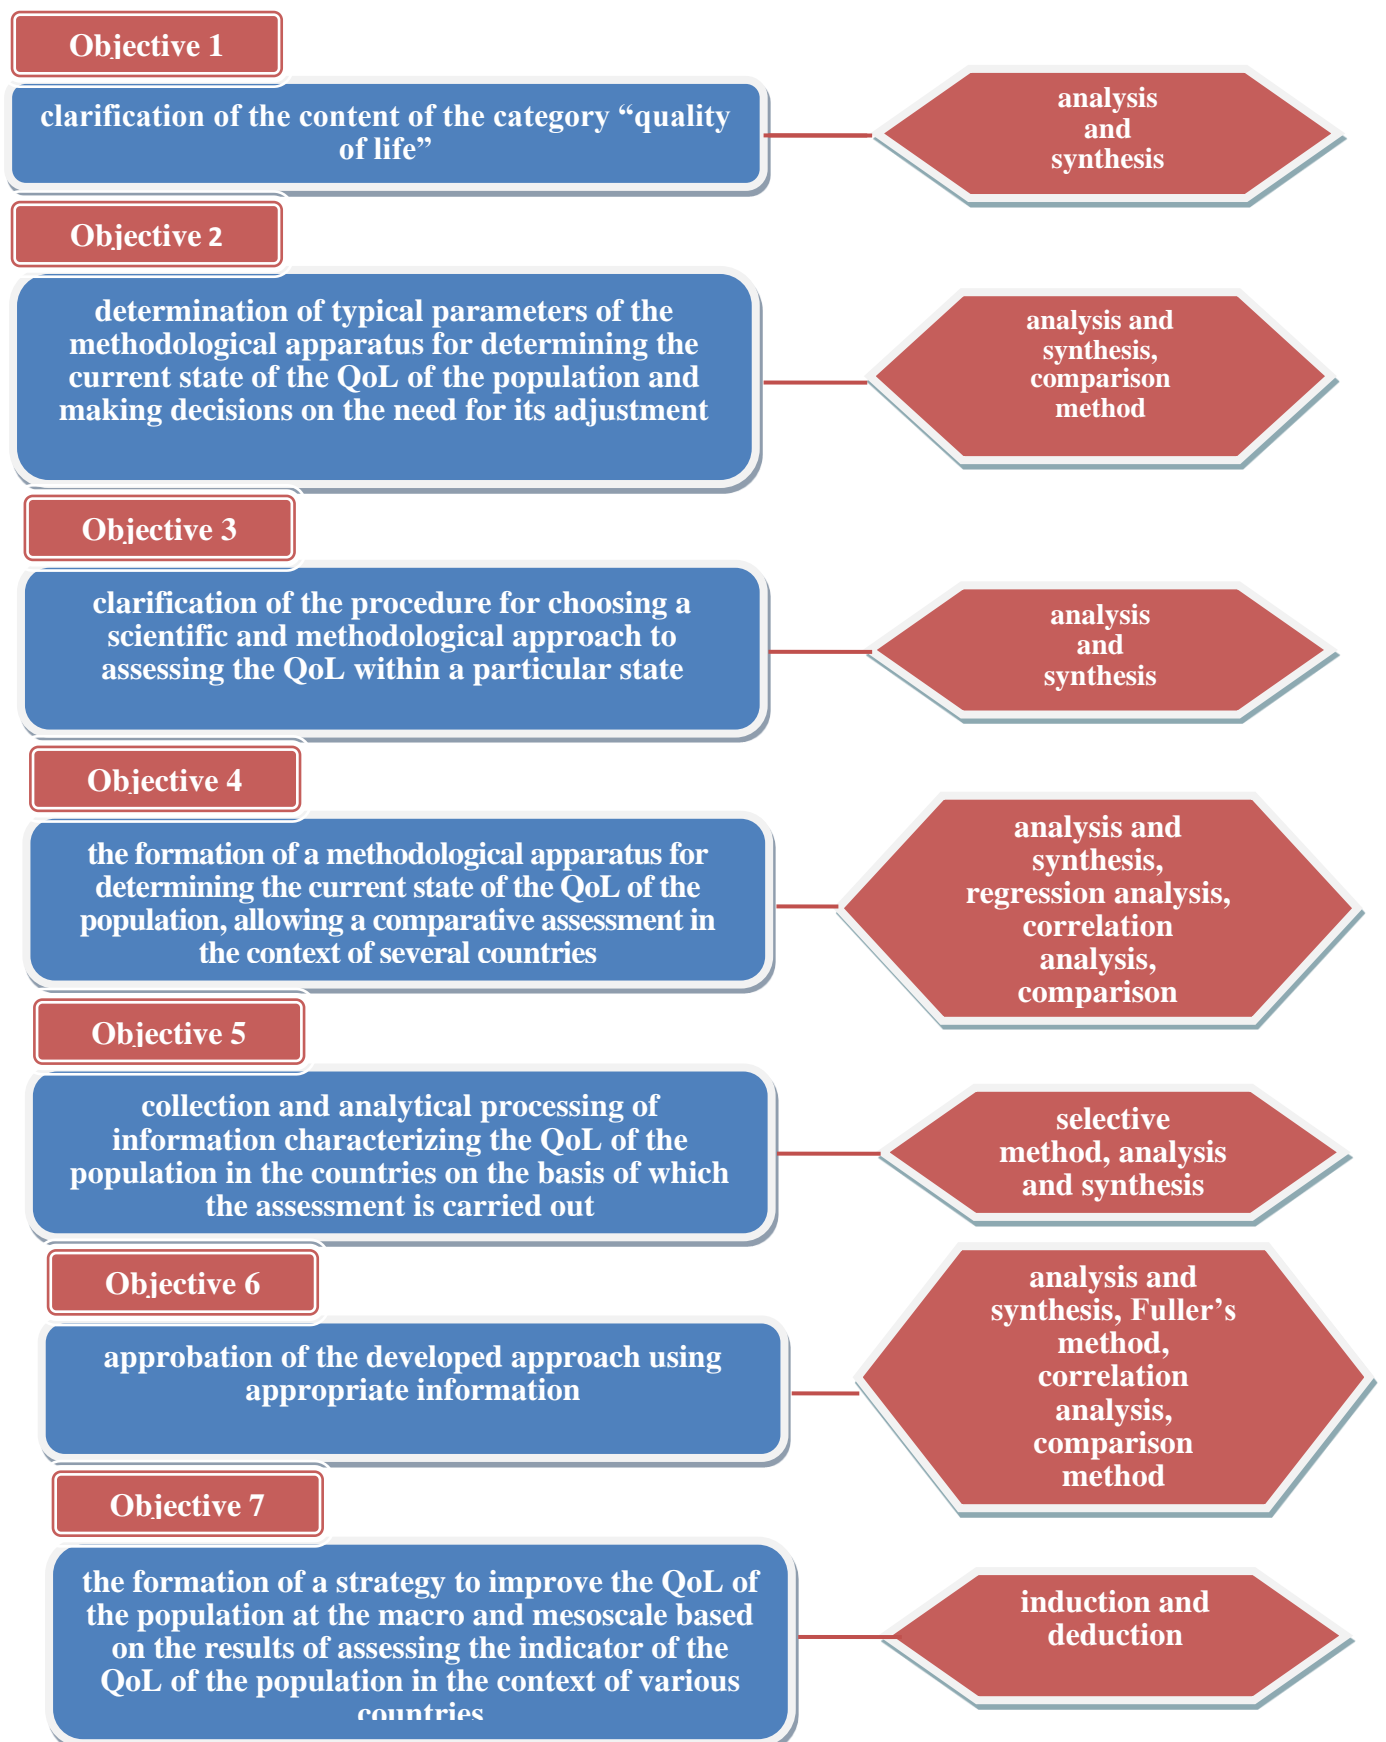 Objective 1
clarification of the content of the category “quality
of life”
analysis
and
synthesis
Objective 2
determination of typical parameters of the
methodological apparatus for determining the
current state of the QoL of the population and
making decisions on the need for its adjustment
analysis and
synthesis,
comparison
method
Objective 3
clarification of the procedure for choosing a
scientific and methodological approach to
assessing the QoL within a particular state
analysis
and
synthesis
Objective 4
the formation of a methodological apparatus for
determining the current state of the QoL of the
population, allowing a comparative assessment in
the context of several countries
analysis and
synthesis,
regression analysis,
correlation
analysis,
comparison
Objective 5
collection and analytical processing of
information characterizing the QoL of the
population in the countries on the basis of which
the assessment is carried out
selective
method, analysis
and synthesis
Objective 6
approbation of the developed approach using
appropriate information
analysis and
synthesis, Fuller’s
method,
correlation
analysis,
comparison
method
Objective 7
the formation of a strategy to improve the QoL of
the population at the macro and mesoscale based
on the results of assessing the indicator of the
QoL of the population in the context of various
countries
induction and
deduction